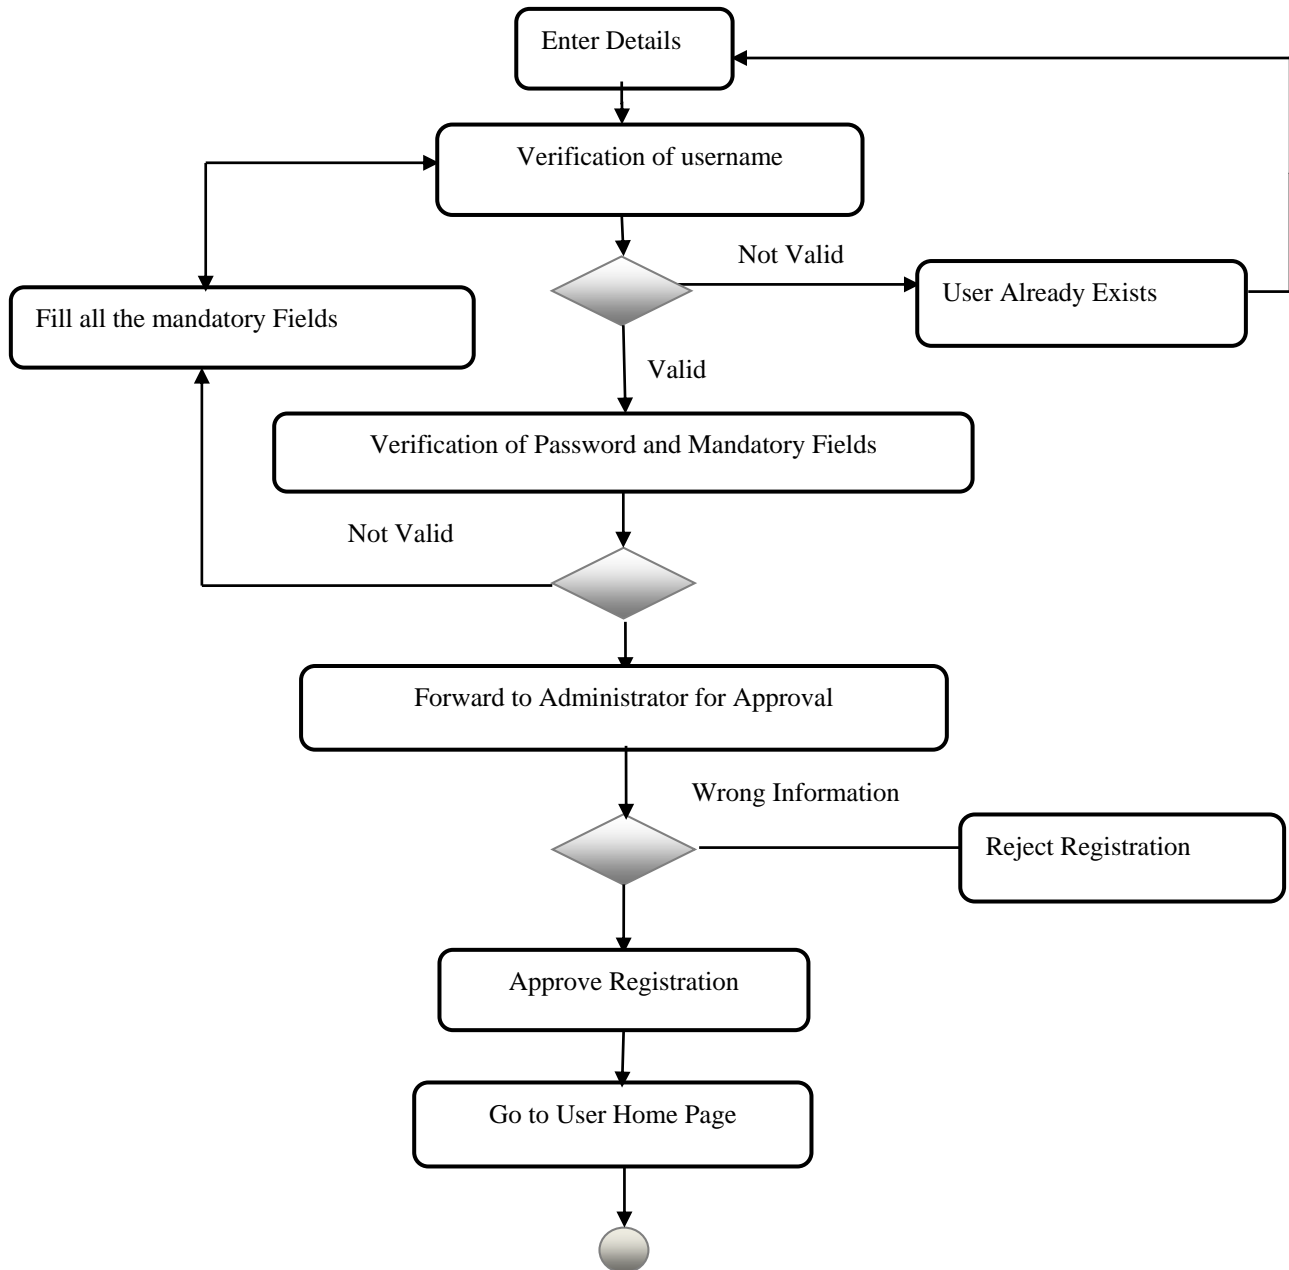 Enter Details
Verification of username
Not Valid
User Already Exists
Fill all the mandatory Fields
Valid
Verification of Password and Mandatory Fields
Not Valid
Forward to Administrator for Approval
Wrong Information
Reject Registration
Approve Registration
Go to User Home Page